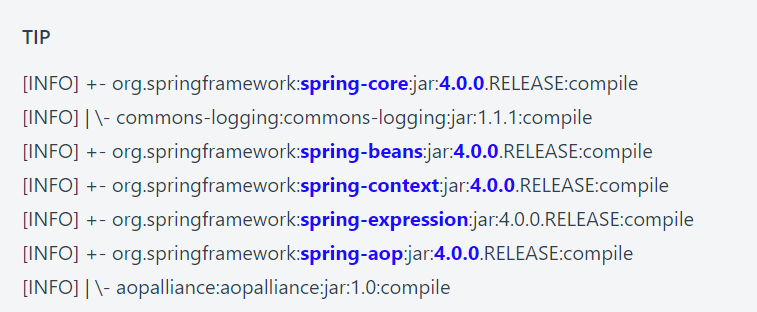 TIP
[INFO] +- org.springframework:spring-core:jar:4.0.0.RELEASE:compile
[INFO] | \- commons-logging:commons-logging:jar:1.1.1:compile
[INFO] +- org.springframework:spring-beans:jar:4.0.0.RELEASE:compile
[INFO] +- org.springframework:spring-context:jar:4.0.0.RELEASE:compile
[INFO] +- org.springframework:spring-expression:jar:4.0.0.RELEASE:compile
[INFO] +- org.springframework:spring-aop:jar:4.0.0.RELEASE:compile
[INFO] | \- aopalliance:aopalliance:jar:1.0:compile